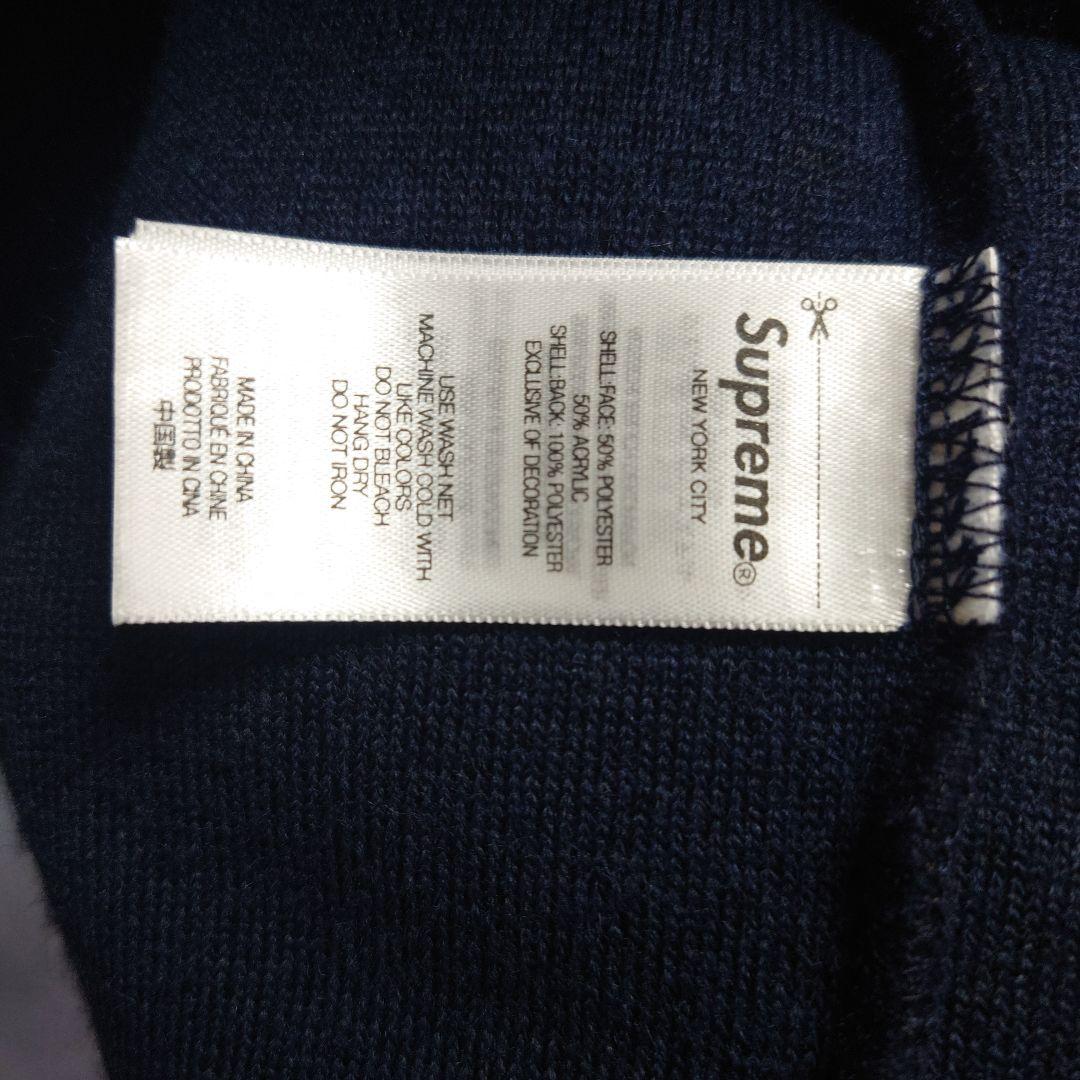 Supreme®
NEW YORK CITY
SHELL:FACE: 50% POLYESTER
50% ACRYLIC
SHELL:BACK: 100% POLYESTER
EXCLUSIVE OF DECORATION
USE WASH NET
MACHINE WASH COLD WITH
LIKE COLORS
DO NOT BLEACH
HANG DRY
DO NOT IRON
MADE IN CHINA
FABRIQUÉ EN CHINE
PRODOTTO IN CINA
中国製